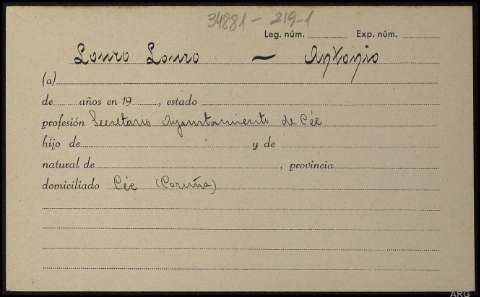 34881-219-1
Leg. núm. Exp. núm.
Louro Louro — Antonio
(a)
de años en 19 , estado
profesión Secretario Ayuntamiento de Cée
hijo de y de
natural de , provincia
domiciliado Cée (Coruña)
ARG